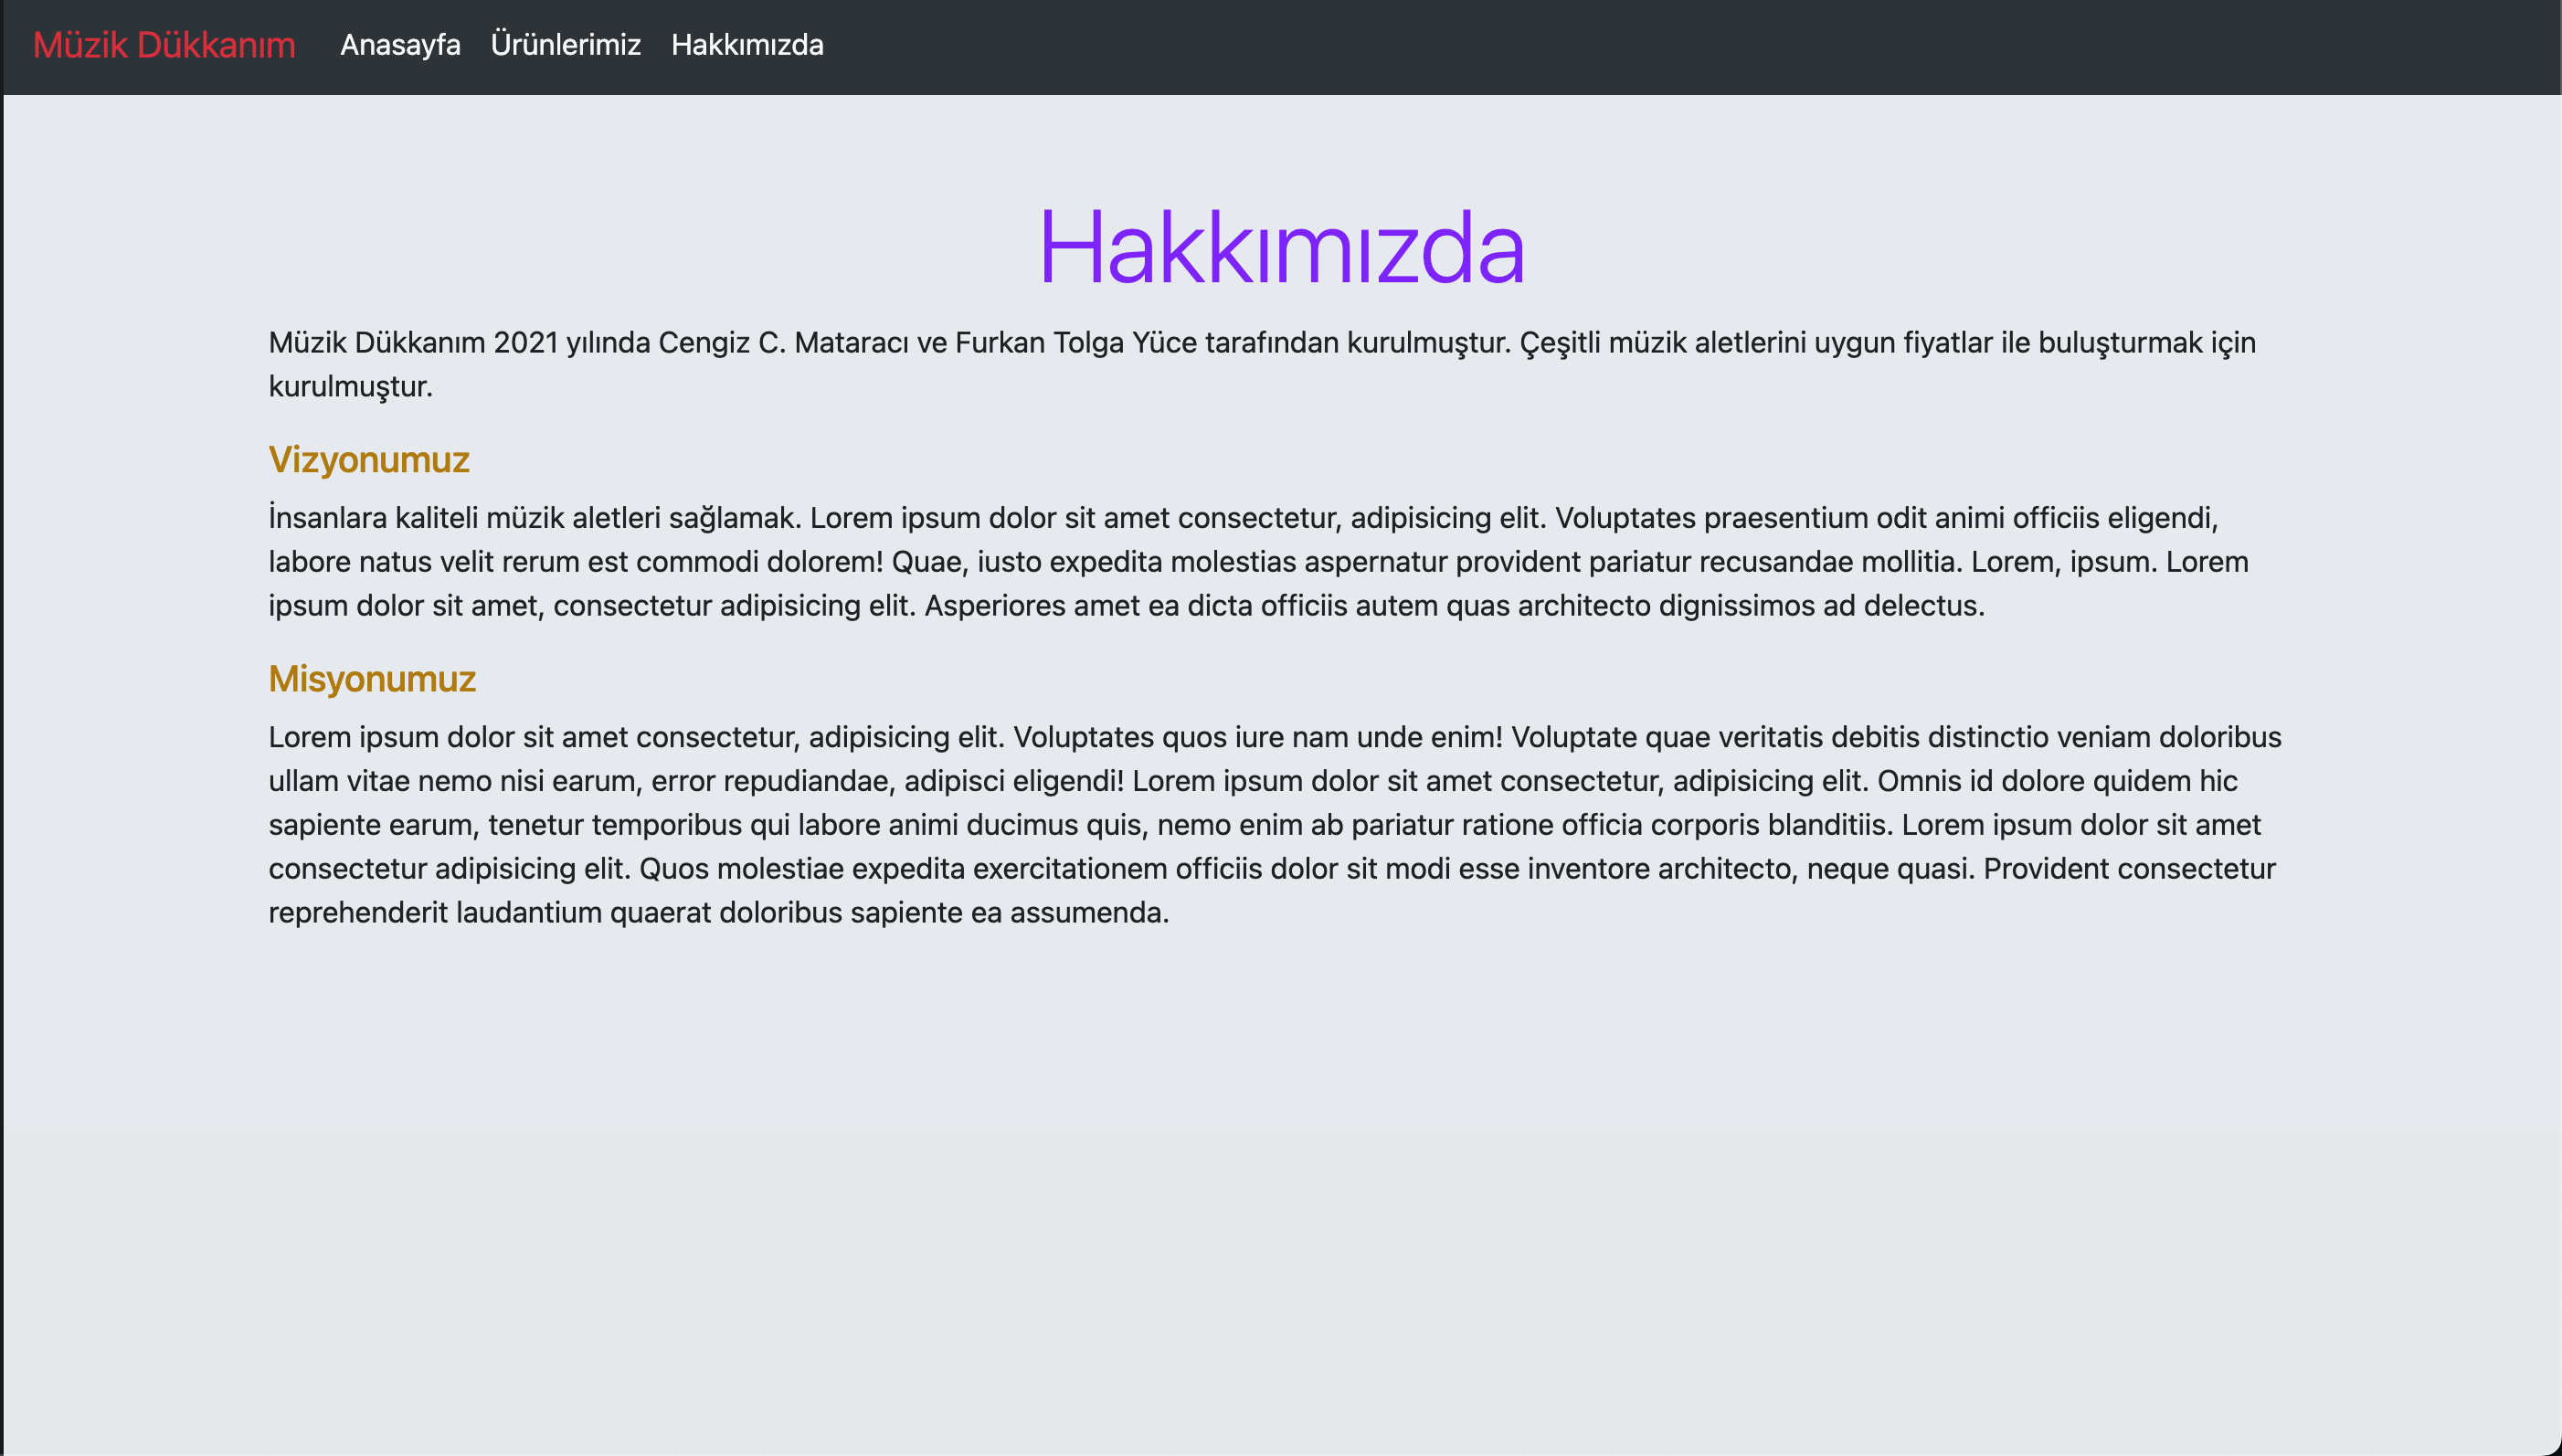 Müzik Dükkanım Anasayfa Ürünlerimiz Hakkımızda
Hakkımızda
Müzik Dükkanım 2021 yılında Cengiz C. Mataracı ve Furkan Tolga Yüce tarafından kurulmuştur. Çeşitli müzik aletlerini uygun fiyatlar ile buluşturmak için
kurulmuştur.
Vizyonumuz
İnsanlara kaliteli müzik aletleri sağlamak. Lorem ipsum dolor sit amet consectetur, adipisicing elit. Voluptates praesentium odit animi officiis eligendi,
labore natus velit rerum est commodi dolorem! Quae, iusto expedita molestias aspernatur provident pariatur recusandae mollitia. Lorem, ipsum. Lorem
ipsum dolor sit amet, consectetur adipisicing elit. Asperiores amet ea dicta officiis autem quas architecto dignissimos ad delectus.
Misyonumuz
Lorem ipsum dolor sit amet consectetur, adipisicing elit. Voluptates quos iure nam unde enim! Voluptate quae veritatis debitis distinctio veniam doloribus
ullam vitae nemo nisi earum, error repudiandae, adipisci eligendi! Lorem ipsum dolor sit amet consectetur, adipisicing elit. Omnis id dolore quidem hic
sapiente earum, tenetur temporibus qui labore animi ducimus quis, nemo enim ab pariatur ratione officia corporis blanditiis. Lorem ipsum dolor sit amet
consectetur adipisicing elit. Quos molestiae expedita exercitationem officiis dolor sit modi esse inventore architecto, neque quasi. Provident consectetur
reprehenderit laudantium quaerat doloribus sapiente ea assumenda.